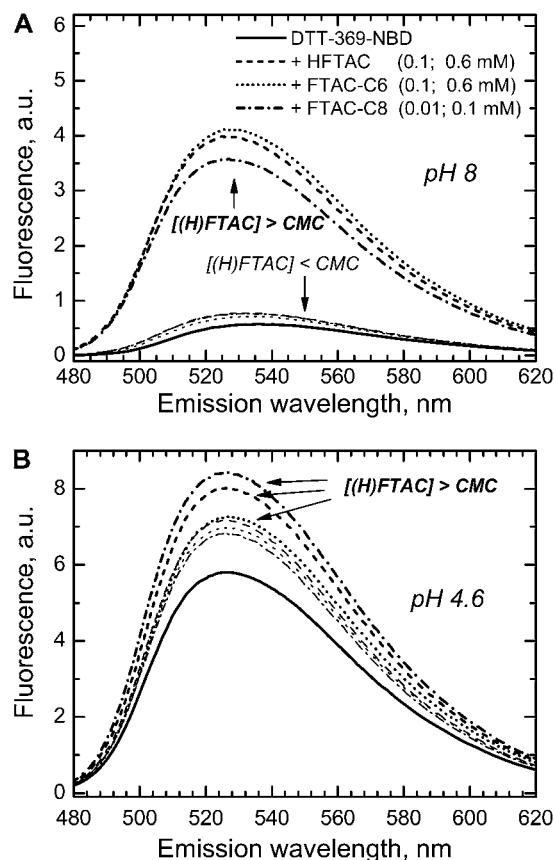 A
6
5
4
3
2
1
0
Fluorescence, a.u.
DTT-369-NBD
+ HFTAC (0.1; 0.6 mM)
+ FTAC-C6 (0.1; 0.6 mM)
+ FTAC-C8 (0.01; 0.1 mM)
pH 8
[(H)FTAC] > CMC
[(H)FTAC] < CMC
480 500 520 540 560 580 600 620
Emission wavelength, nm
B
8
6
4
2
0
Fluorescence, a.u.
[(H)FTAC] > CMC
pH 4.6
480 500 520 540 560 580 600 620
Emission wavelength, nm